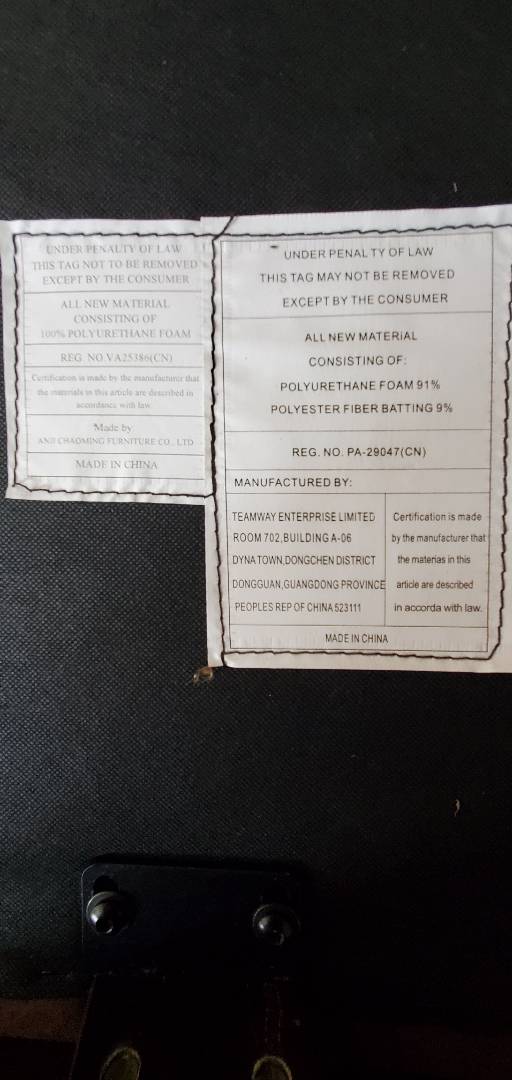 UNDER PENALTY OF LAW
THIS TAG NOT TO BE REMOVED
EXCEPT BY THE CONSUMER
ALL NEW MATERIAL
CONSISTING OF
100% POLYURETHANE FOAM
REG. NO.VA25386(CN)
Certification is made by the manufacturer that
the materials in this article are described in
accordance with law.
Made by
ANJI CHAOMING FURNITURE CO., LTD
MADE IN CHINA
UNDER PENALTY OF LAW
THIS TAG MAY NOT BE REMOVED
EXCEPT BY THE CONSUMER
ALL NEW MATERIAL
CONSISTING OF:
POLYURETHANE FOAM 91%
POLYESTER FIBER BATTING 9%
REG. NO. PA-29047(CN)
MANUFACTURED BY:
TEAMWAY ENTERPRISE LIMITED
ROOM 702,BUILDING A-06
DYNA TOWN,DONGCHEN DISTRICT
DONGGUAN,GUANGDONG PROVINCE
PEOPLES REP OF CHINA 523111
Certification is made
by the manufacturer that
the materias in this
article are described
in accorda with law.
MADE IN CHINA